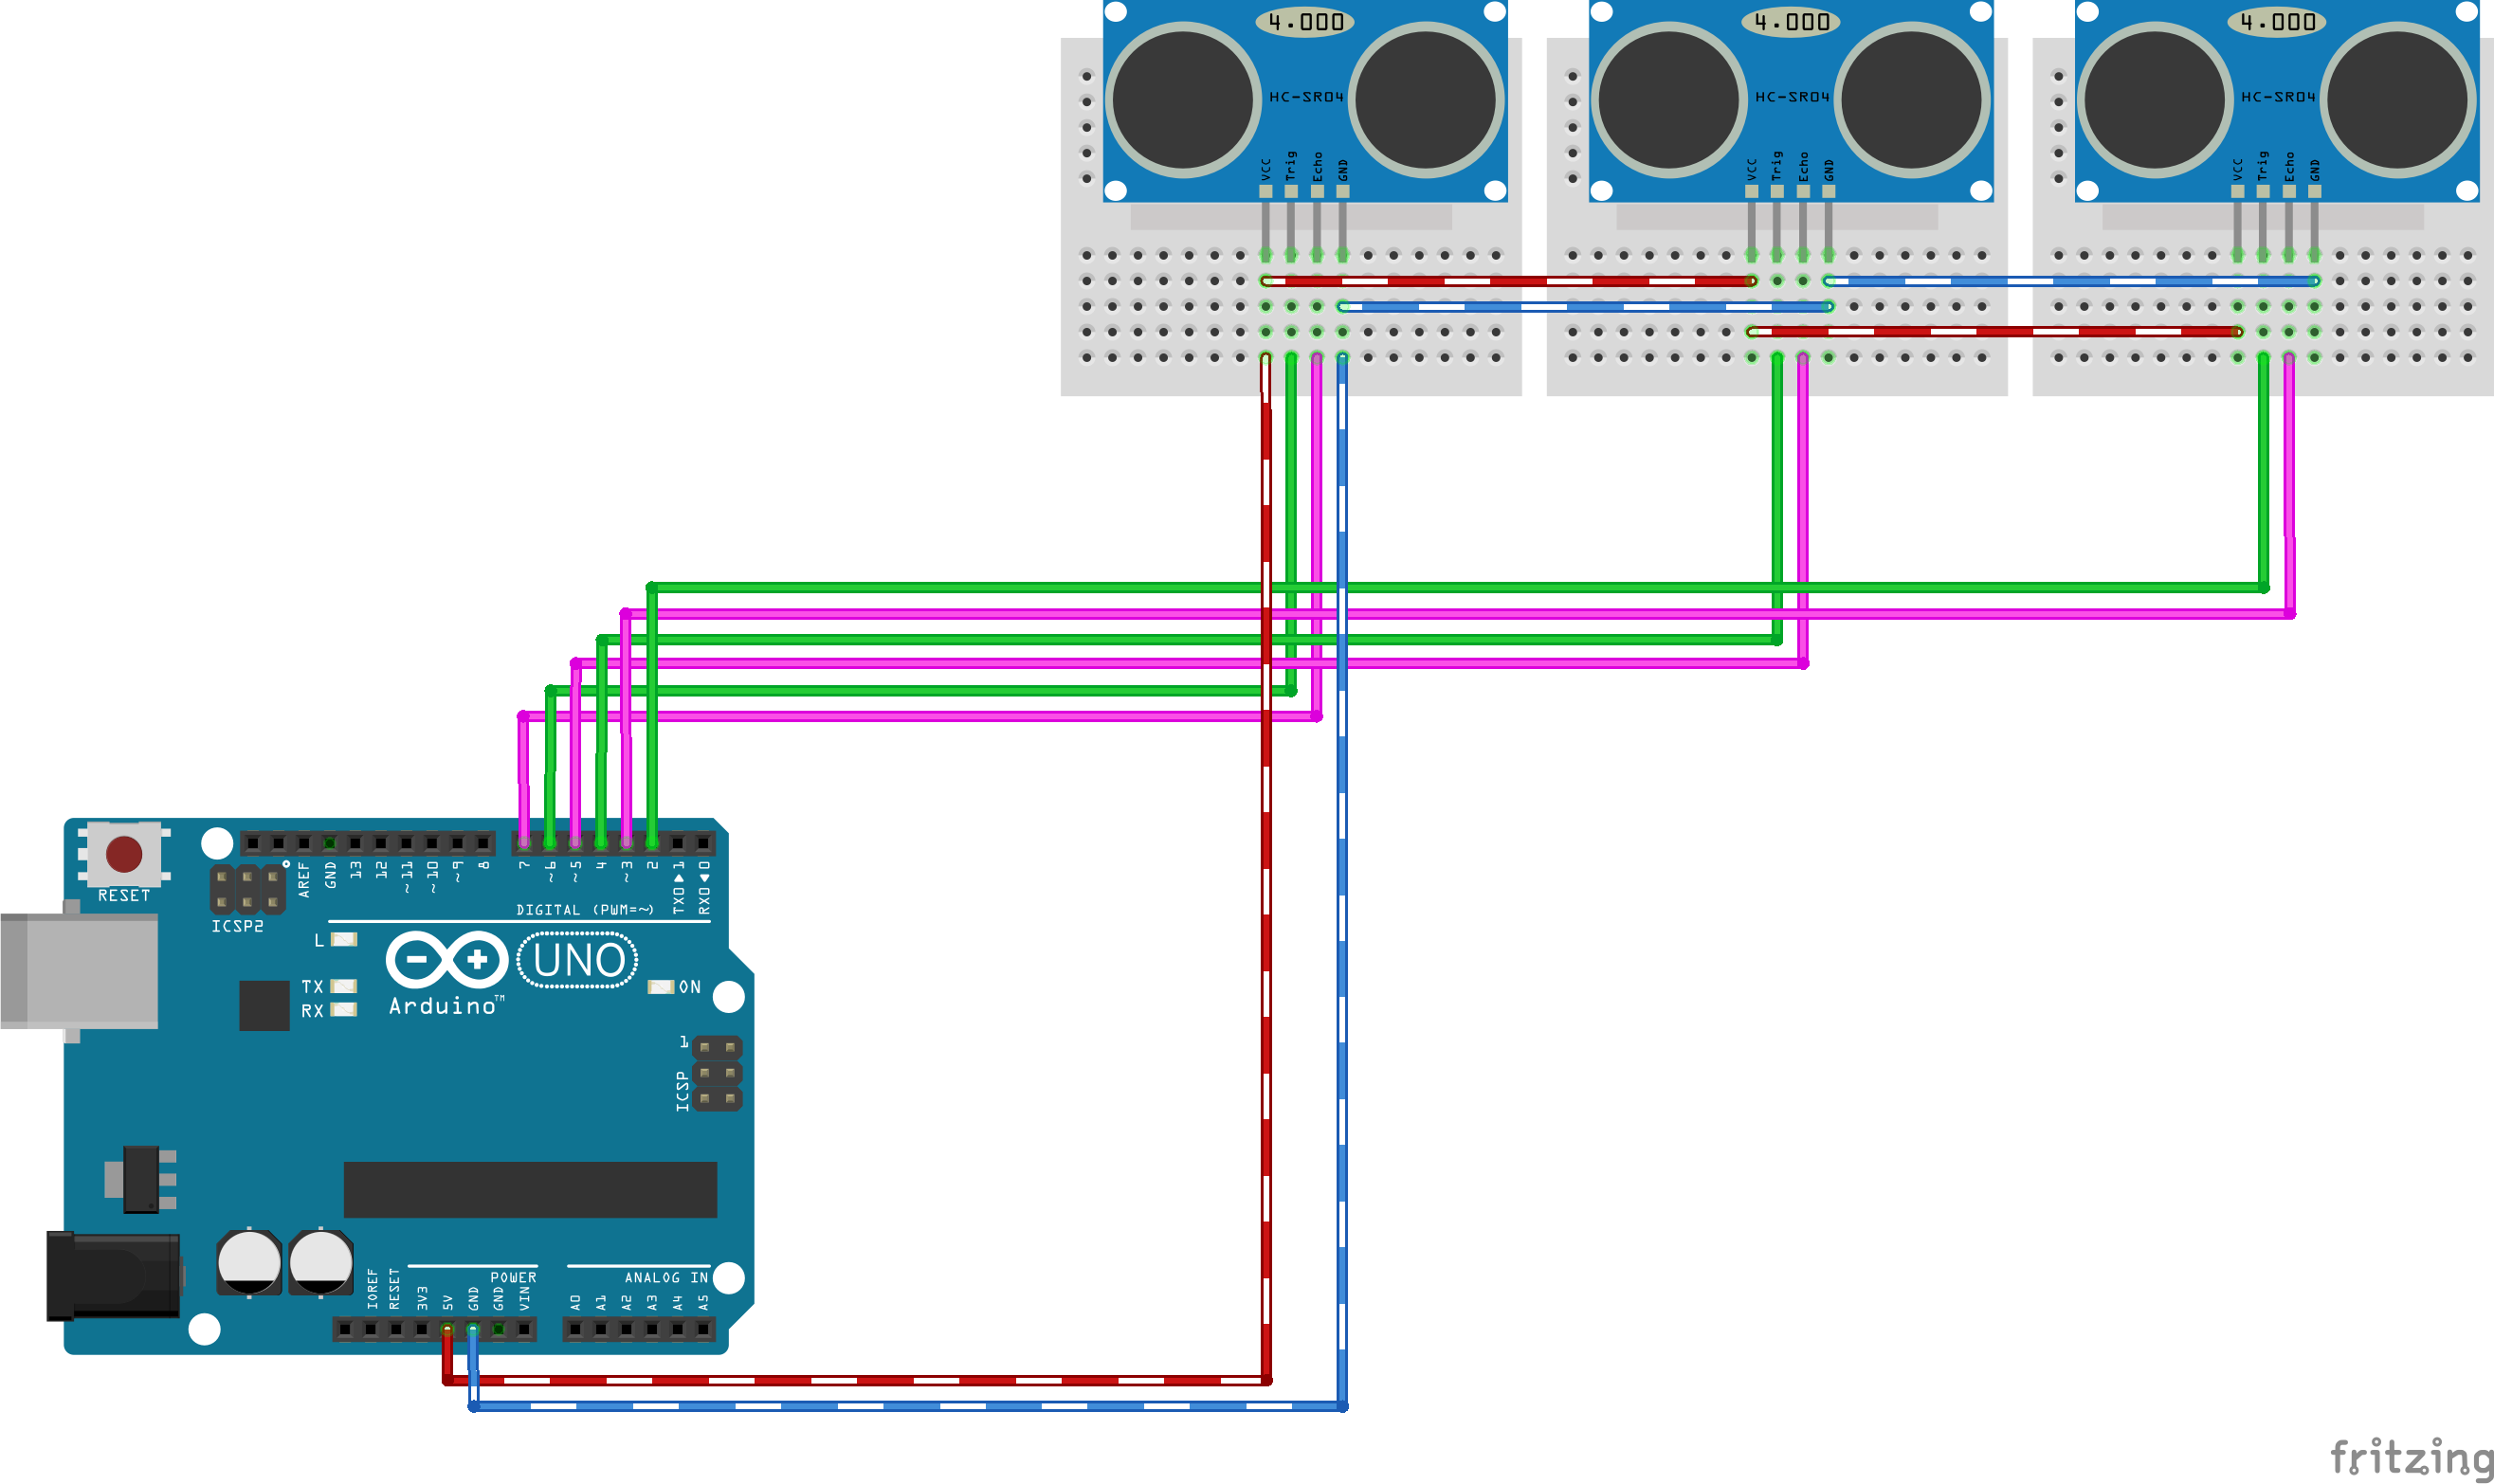 4.000
4.000
4.000
HC-SR04
HC-SR04
HC-SR04
VCC
Trig
Echo
GND
VCC
Trig
Echo
GND
VCC
Trig
Echo
GND
RESET
ICSP2
AREF
GND
13
12
~11
~10
~9
8
7
~6
~5
4
~3
2
TX0▶1
RX0◀0
DIGITAL (PWM=~)
L
TX
RX
- +
UNO
Arduino™
ON
1
ICSP
POWER
ANALOG IN
IOREF
RESET
3V3
5V
GND
GND
VIN
A0
A1
A2
A3
A4
A5
fritzing